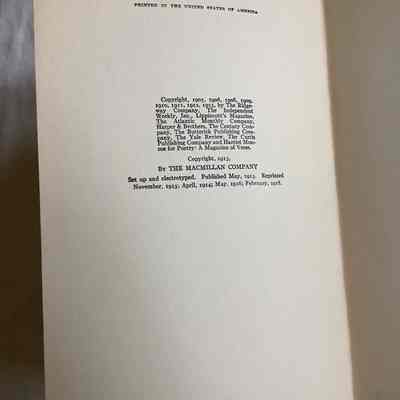 PRINTED IN THE UNITED STATES OF AMERICA
Copyright, 1905, 1906, 1908, 1909,
1910, 1911, 1912, 1913, by The Ridge-
way Company, The Independent
Weekly, Inc., Lippincott's Magazine,
The Atlantic Monthly Company,
Harper & Brothers, The Century Com-
pany, The Butterick Publishing Com-
pany, The Yale Review, The Curtis
Publishing Company and Harriet Mon-
roe for Poetry: A Magazine of Verse.
Copyright, 1913,
By THE MACMILLAN COMPANY
Set up and electrotyped. Published May, 1913. Reprinted
November, 1913; April, 1914; May, 1916; February, 1918.